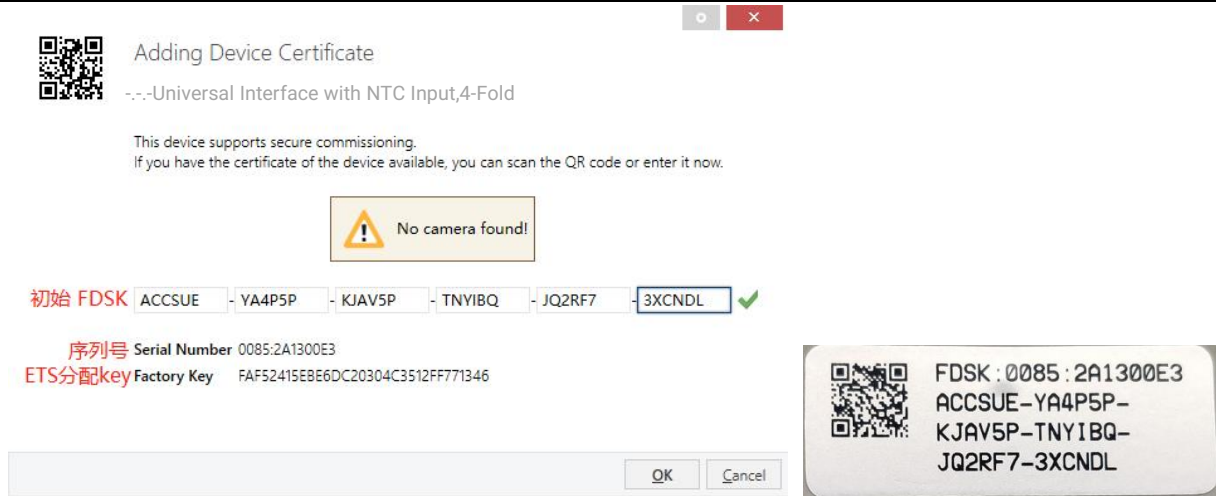 Adding Device Certificate
-.-.-Universal Interface with NTC Input,4-Fold
This device supports secure commissioning.
If you have the certificate of the device available, you can scan the QR code or enter it now.
No camera found!
初始 FDSK ACCSUE - YA4P5P - KJAV5P - TNYIBQ - JQ2RF7 - 3XCNDL
序列号 Serial Number 0085:2A1300E3
ETS分配key Factory Key FAF52415EBE6DC20304C3512FF771346
OK Cancel
FDSK:0085:2A1300E3
ACCSUE-YA4P5P-
KJAV5P-TNYIBQ-
JQ2RF7-3XCNDL